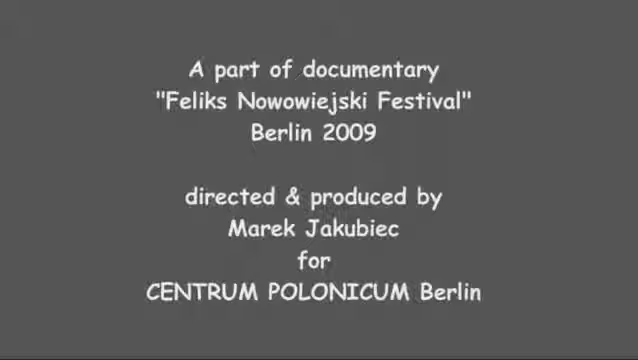 A part of documentary
"Feliks Nowowiejski Festival"
Berlin 2009
directed & produced by
Marek Jakubiec
for
CENTRUM POLONICUM Berlin